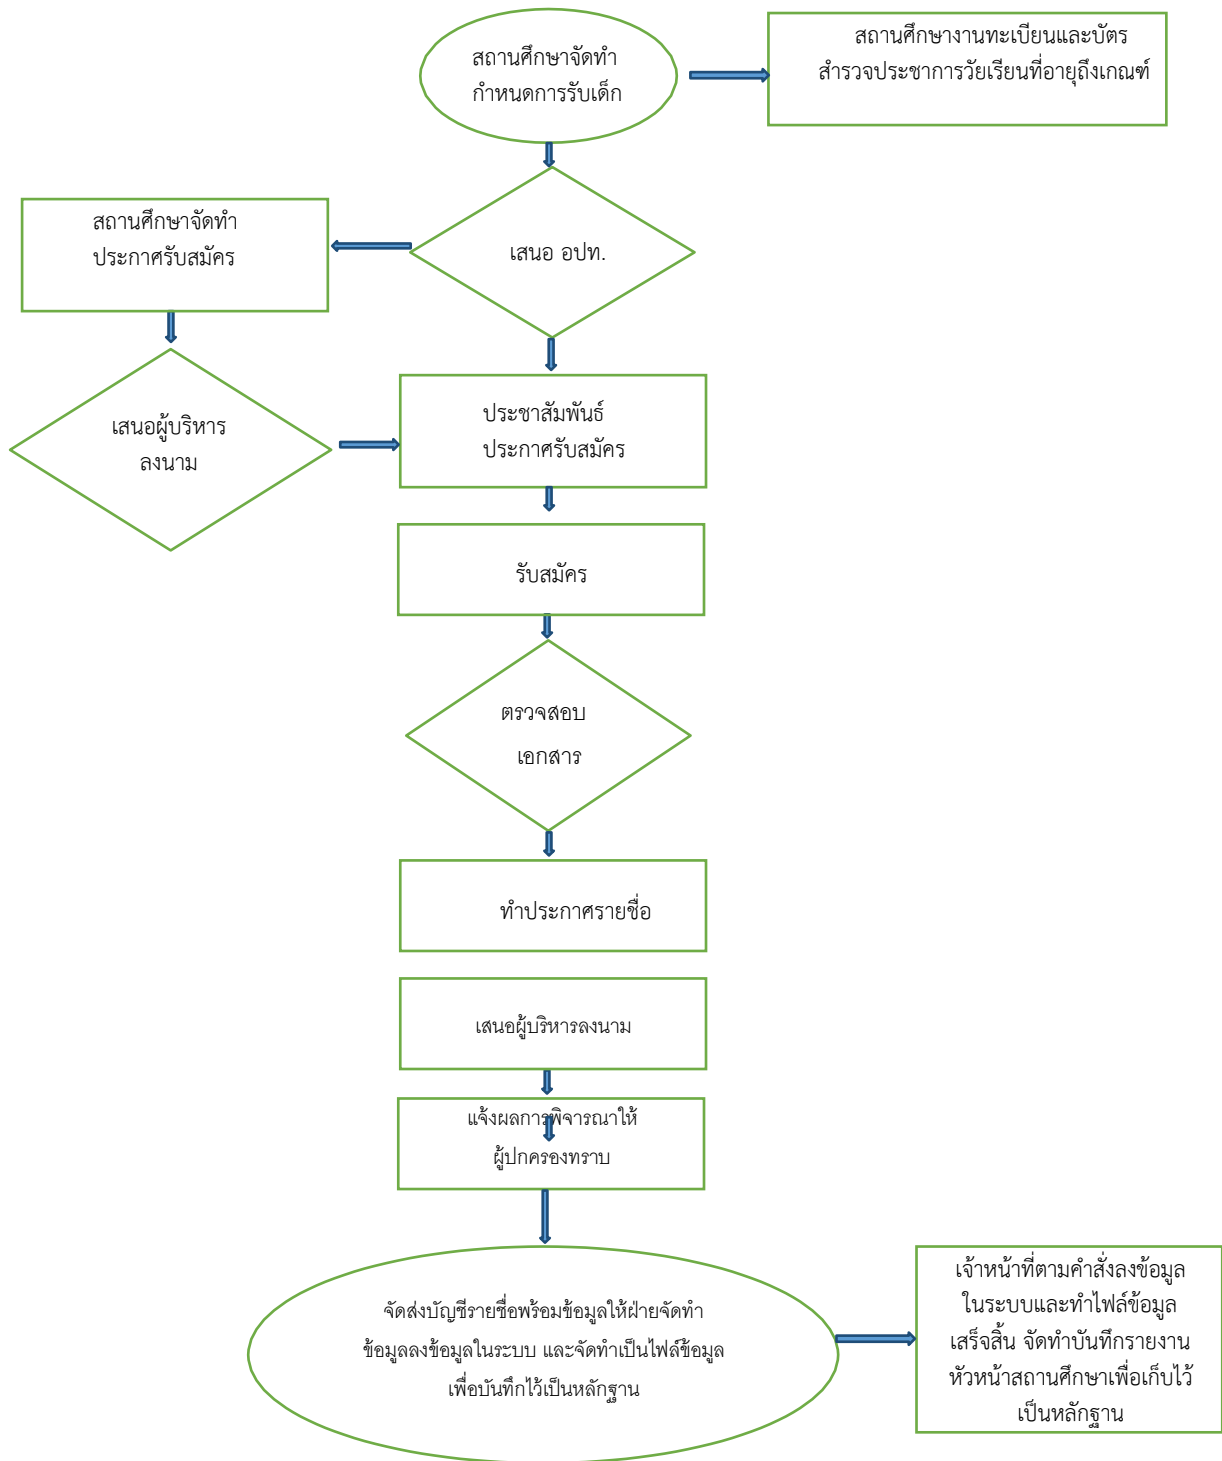 สถานศึกษาจัดทำ
กำหนดการรับเด็ก
สถานศึกษางานทะเบียนและบัตร
สำรวจประชาการวัยเรียนที่อายุถึงเกณฑ์
เสนอ อปท.
สถานศึกษาจัดทำ
ประกาศรับสมัคร
เสนอผู้บริหาร
ลงนาม
ประชาสัมพันธ์
ประกาศรับสมัคร
รับสมัคร
ตรวจสอบ
เอกสาร
ทำประกาศรายชื่อ
เสนอผู้บริหารลงนาม
แจ้งผลการพิจารณาให้
ผู้ปกครองทราบ
จัดส่งบัญชีรายชื่อพร้อมข้อมูลให้ฝ่ายจัดทำ
ข้อมูลลงข้อมูลในระบบ และจัดทำเป็นไฟล์ข้อมูล
เพื่อบันทึกไว้เป็นหลักฐาน
เจ้าหน้าที่ตามคำสั่งลงข้อมูล
ในระบบและทำไฟล์ข้อมูล
เสร็จสิ้น จัดทำบันทึกรายงาน
หัวหน้าสถานศึกษาเพื่อเก็บไว้
เป็นหลักฐาน